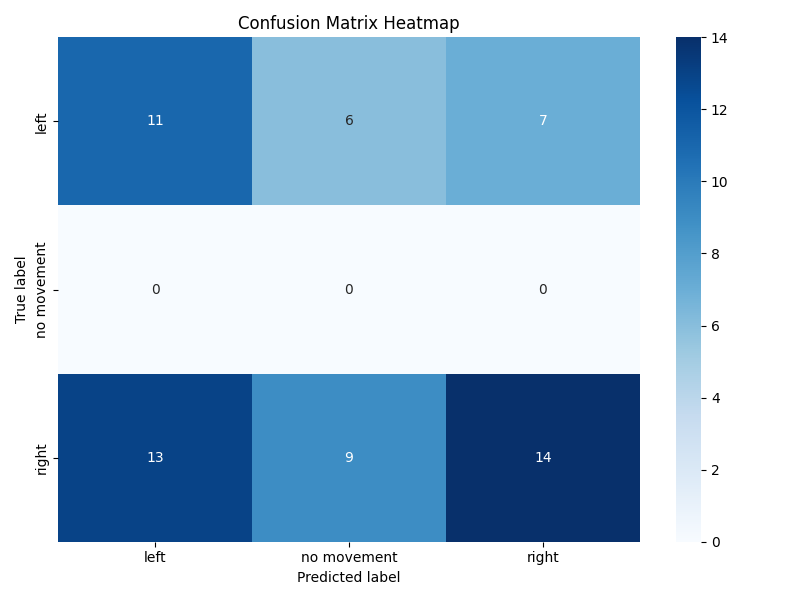 Confusion Matrix Heatmap
True label
left
no movement
right
11 6 7
0 0 0
13 9 14
left no movement right
Predicted label
14
12
10
8
6
4
2
0